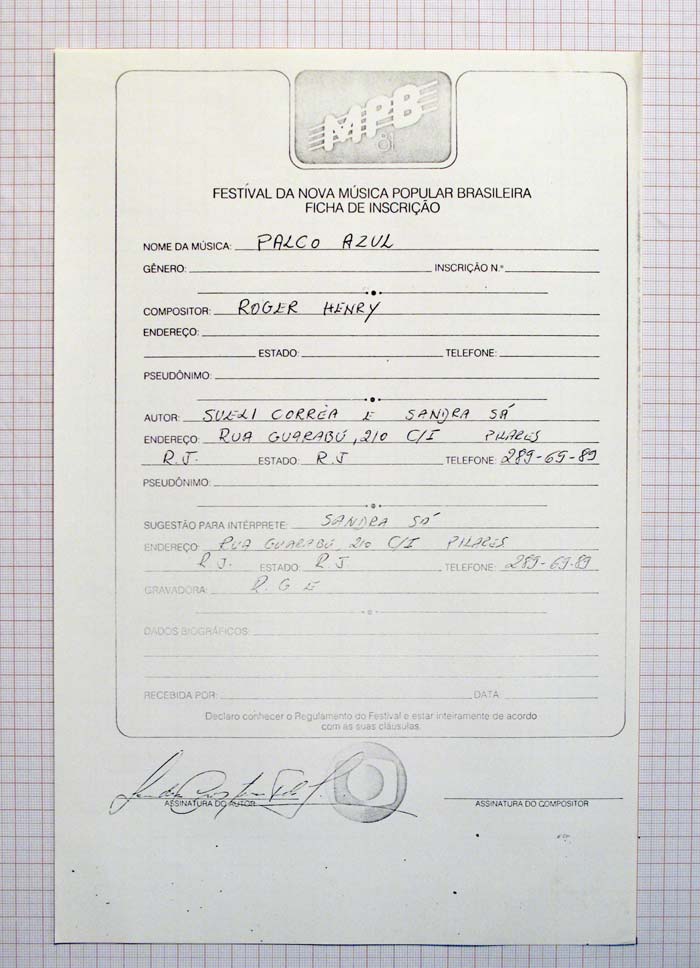 MPB
81
FESTIVAL DA NOVA MÚSICA POPULAR BRASILEIRA
FICHA DE INSCRIÇÃO
NOME DA MÚSICA: PALCO AZUL
GÊNERO: INSCRIÇÃO N.º
COMPOSITOR: ROGER HENRY
ENDEREÇO:
ESTADO: TELEFONE:
PSEUDÔNIMO:
AUTOR: SUELI CORRÊA E SANDRA SÁ
ENDEREÇO: RUA GUARABÚ, 210 C/I PILARES
R.J. ESTADO: R.J TELEFONE: 289-69-89
PSEUDÔNIMO:
SUGESTÃO PARA INTÉRPRETE: SANDRA SÁ
ENDEREÇO: RUA GUARABÚ, 210 C/I PILARES
R J. ESTADO: R J TELEFONE: 289-69-89
GRAVADORA: R. G E
DADOS BIOGRÁFICOS:
RECEBIDA POR: DATA:
Declaro conhecer o Regulamento do Festival e estar inteiramente de acordo
com as suas cláusulas.
ASSINATURA DO AUTOR ASSINATURA DO COMPOSITOR